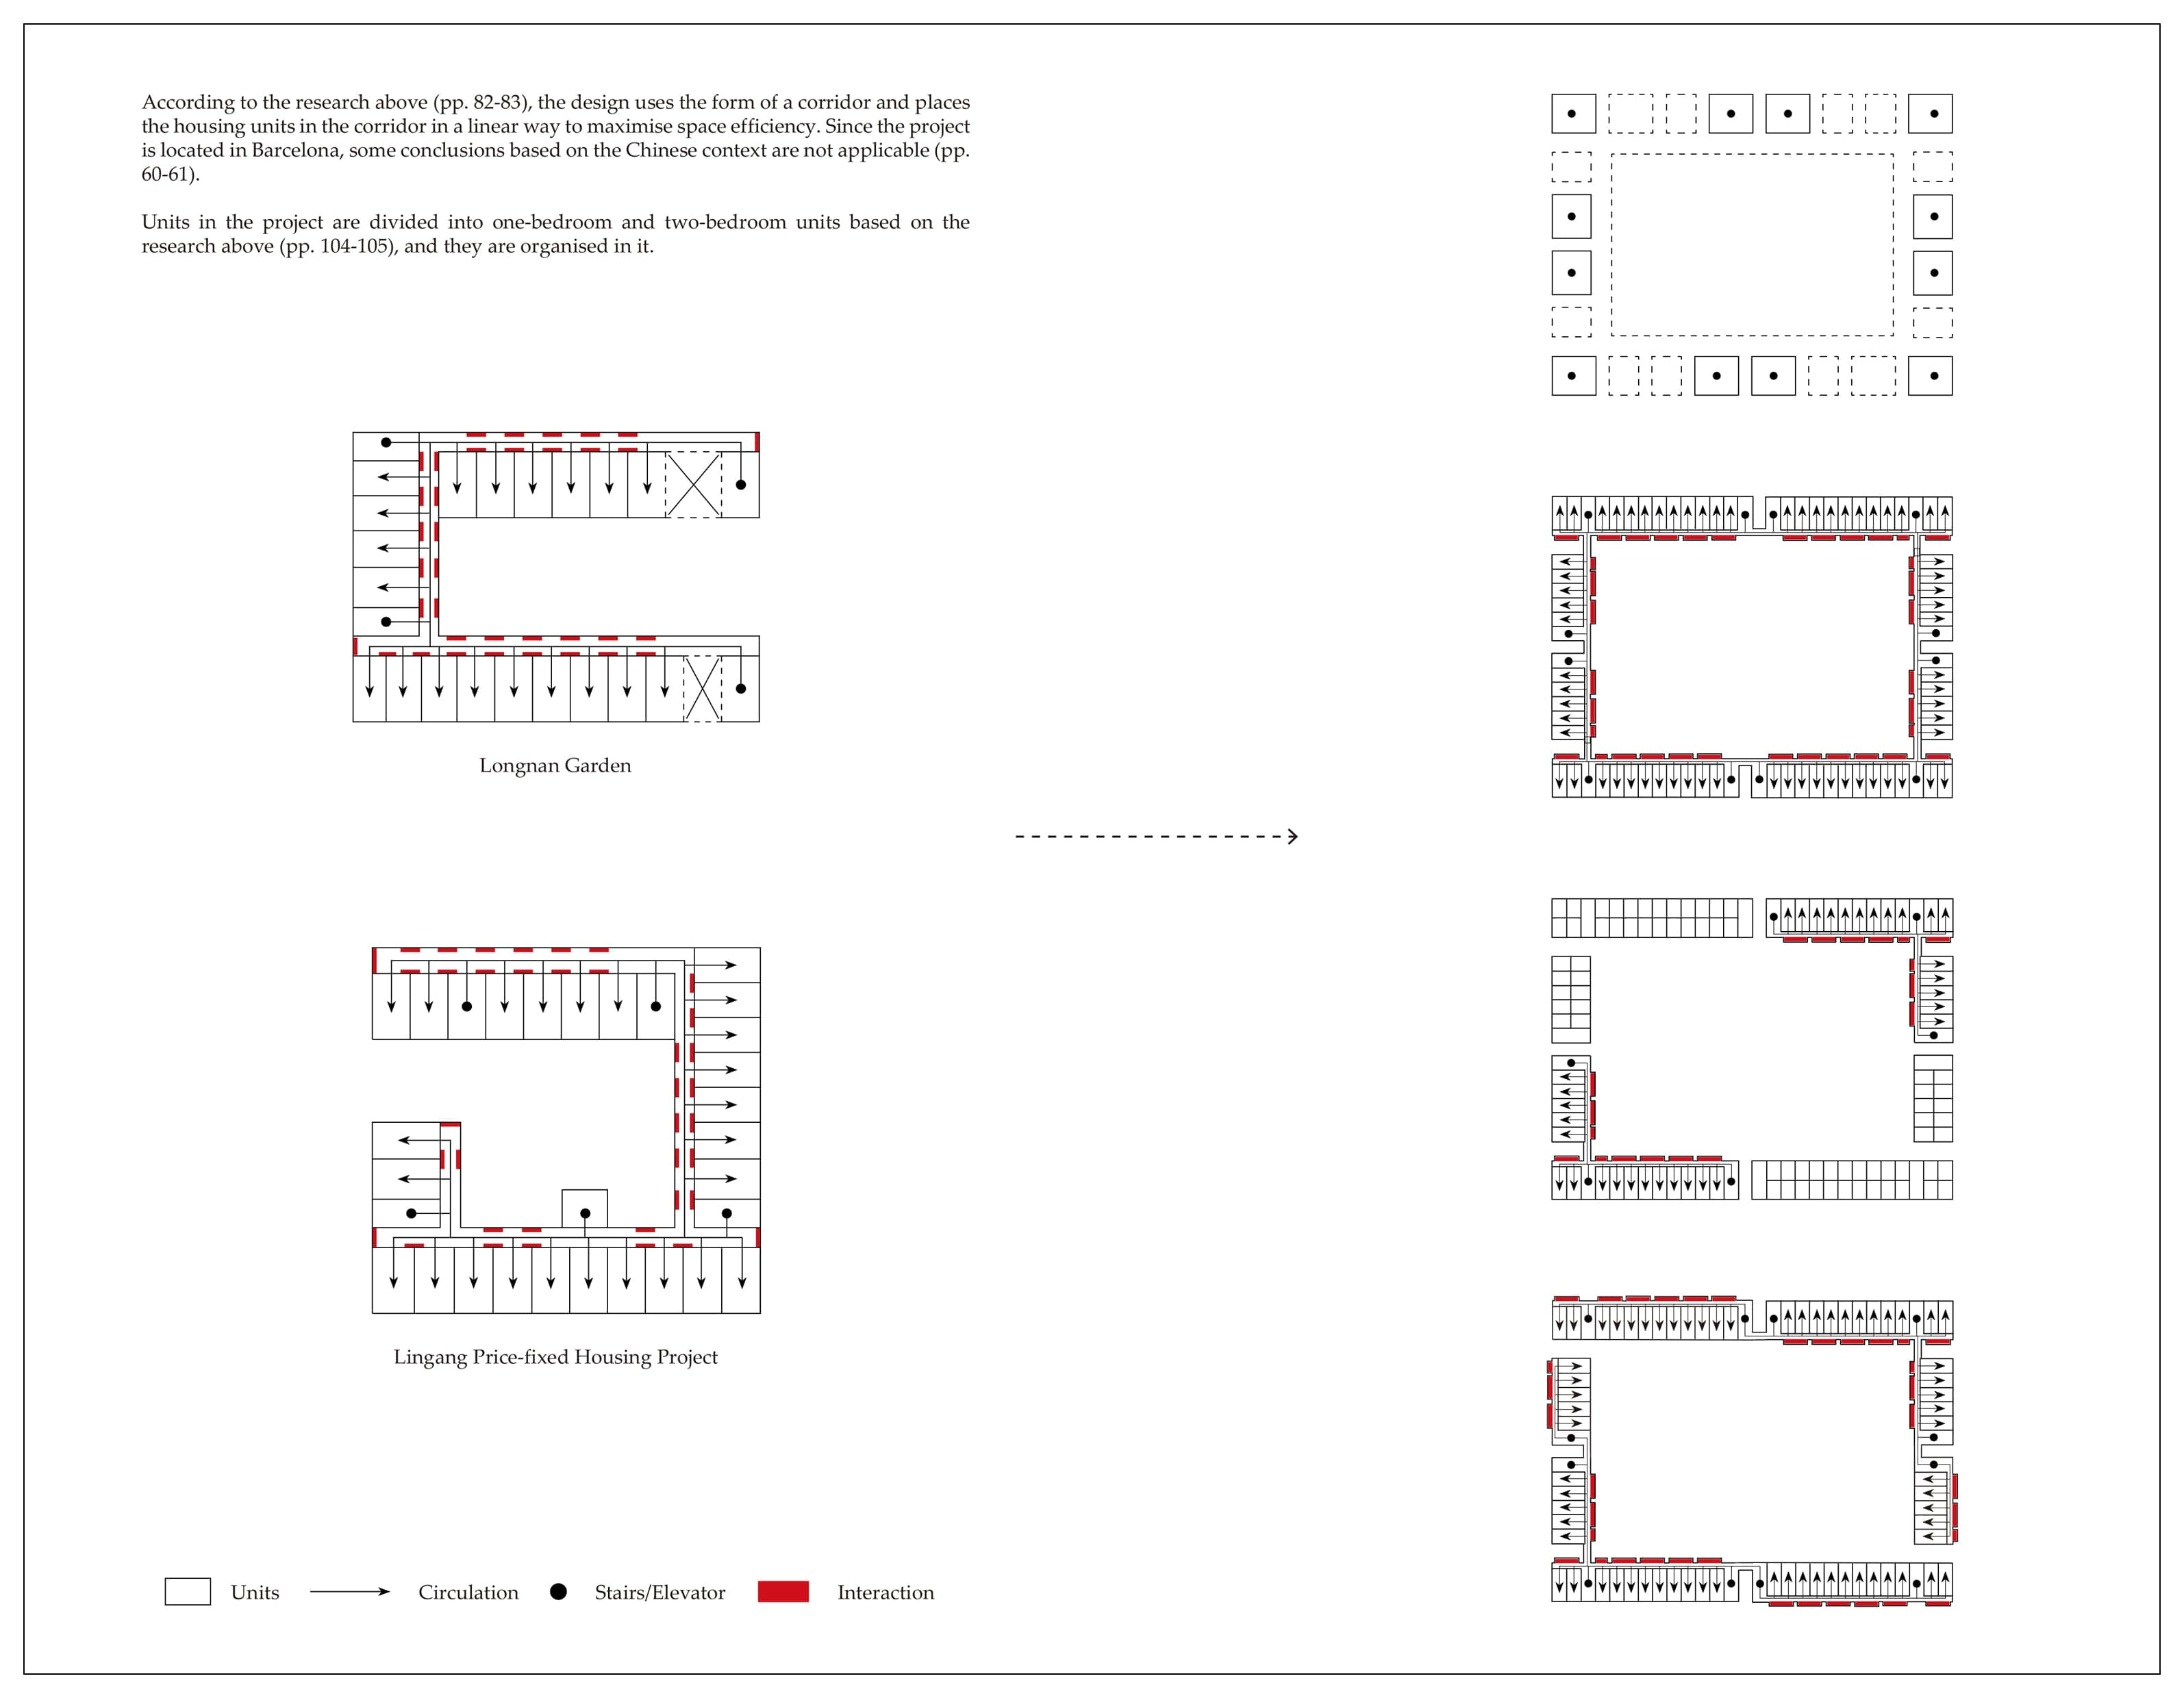 According to the research above (pp. 82-83), the design uses the form of a corridor and places
the housing units in the corridor in a linear way to maximise space efficiency. Since the project
is located in Barcelona, some conclusions based on the Chinese context are not applicable (pp.
60-61).
Units in the project are divided into one-bedroom and two-bedroom units based on the
research above (pp. 104-105), and they are organised in it.
Longnan Garden
Lingang Price-fixed Housing Project
Units
Circulation
Stairs/Elevator
Interaction